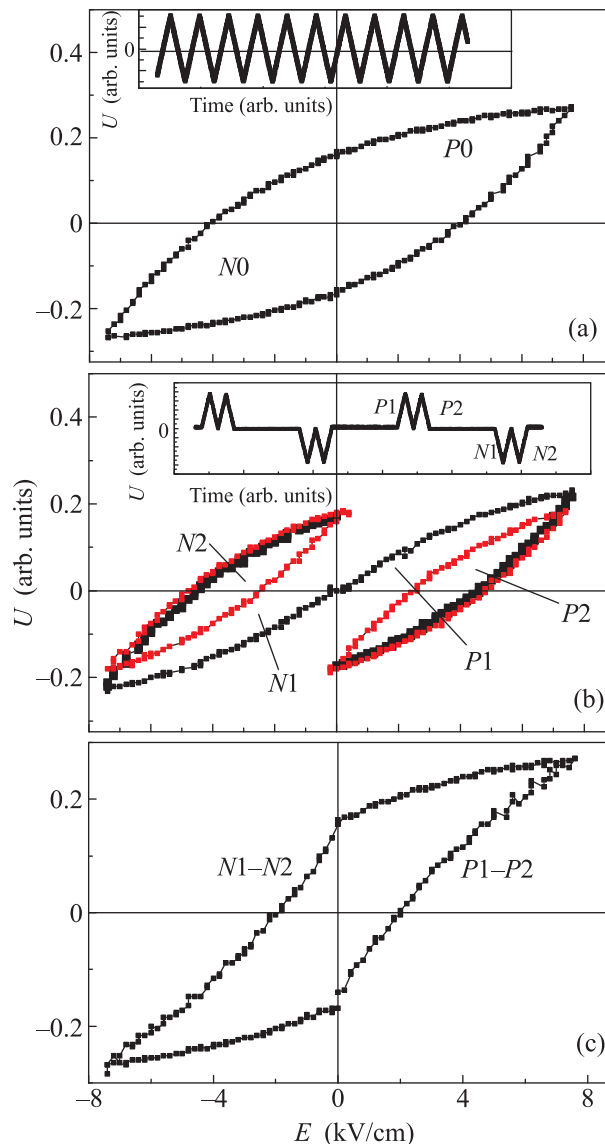 0
Time (arb. units)
U (arb. units)
0.4
0.2
0
−0.2
P0
N0
(a)
U (arb. units)
0
P1
P2
N1
N2
Time (arb. units)
U (arb. units)
0.4
0.2
0
−0.2
N2
N1
P2
P1
(b)
0.2
0
−0.2
N1–N2
P1–P2
(c)
−8
−4
0
4
8
E (kV/cm)